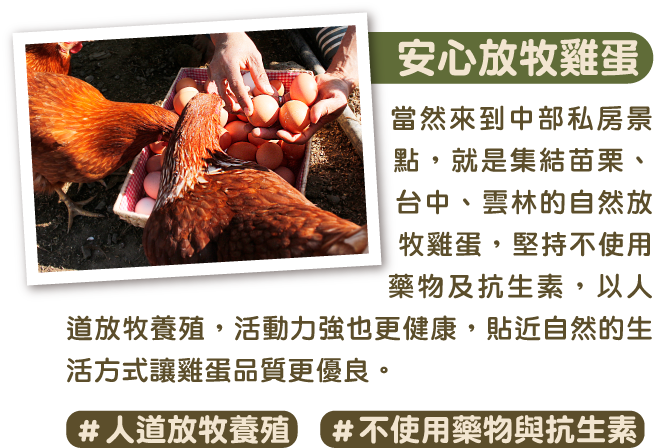 安心放牧雞蛋
當然來到中部私房景
點，就是集結苗栗、
台中、雲林的自然放
牧雞蛋，堅持不使用
藥物及抗生素，以人
道放牧養殖，活動力強也更健康，貼近自然的生
活方式讓雞蛋品質更優良。
#人道放牧養殖 #不使用藥物與抗生素